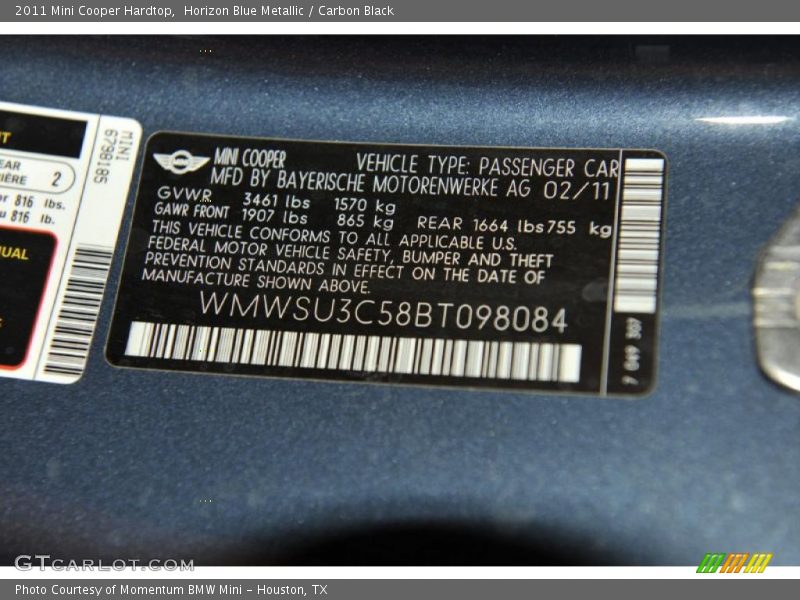 2011 Mini Cooper Hardtop,  Horizon Blue Metallic / Carbon Black
MINI
6798185
2
816 lbs.
816 lb.
MINI COOPER VEHICLE TYPE: PASSENGER CAR
MFD BY BAYERISCHE MOTORENWERKE AG 02/11
GVWR 3461 lbs 1570 kg
GAWR FRONT 1907 lbs 865 kg REAR 1664 lbs 755 kg
THIS VEHICLE CONFORMS TO ALL APPLICABLE U.S.
FEDERAL MOTOR VEHICLE SAFETY, BUMPER AND THEFT
PREVENTION STANDARDS IN EFFECT ON THE DATE OF
MANUFACTURE SHOWN ABOVE.
WMWSU3C58BT098084
7 049 307
GTcarlot.com
Photo Courtesy of Momentum BMW Mini – Houston, TX